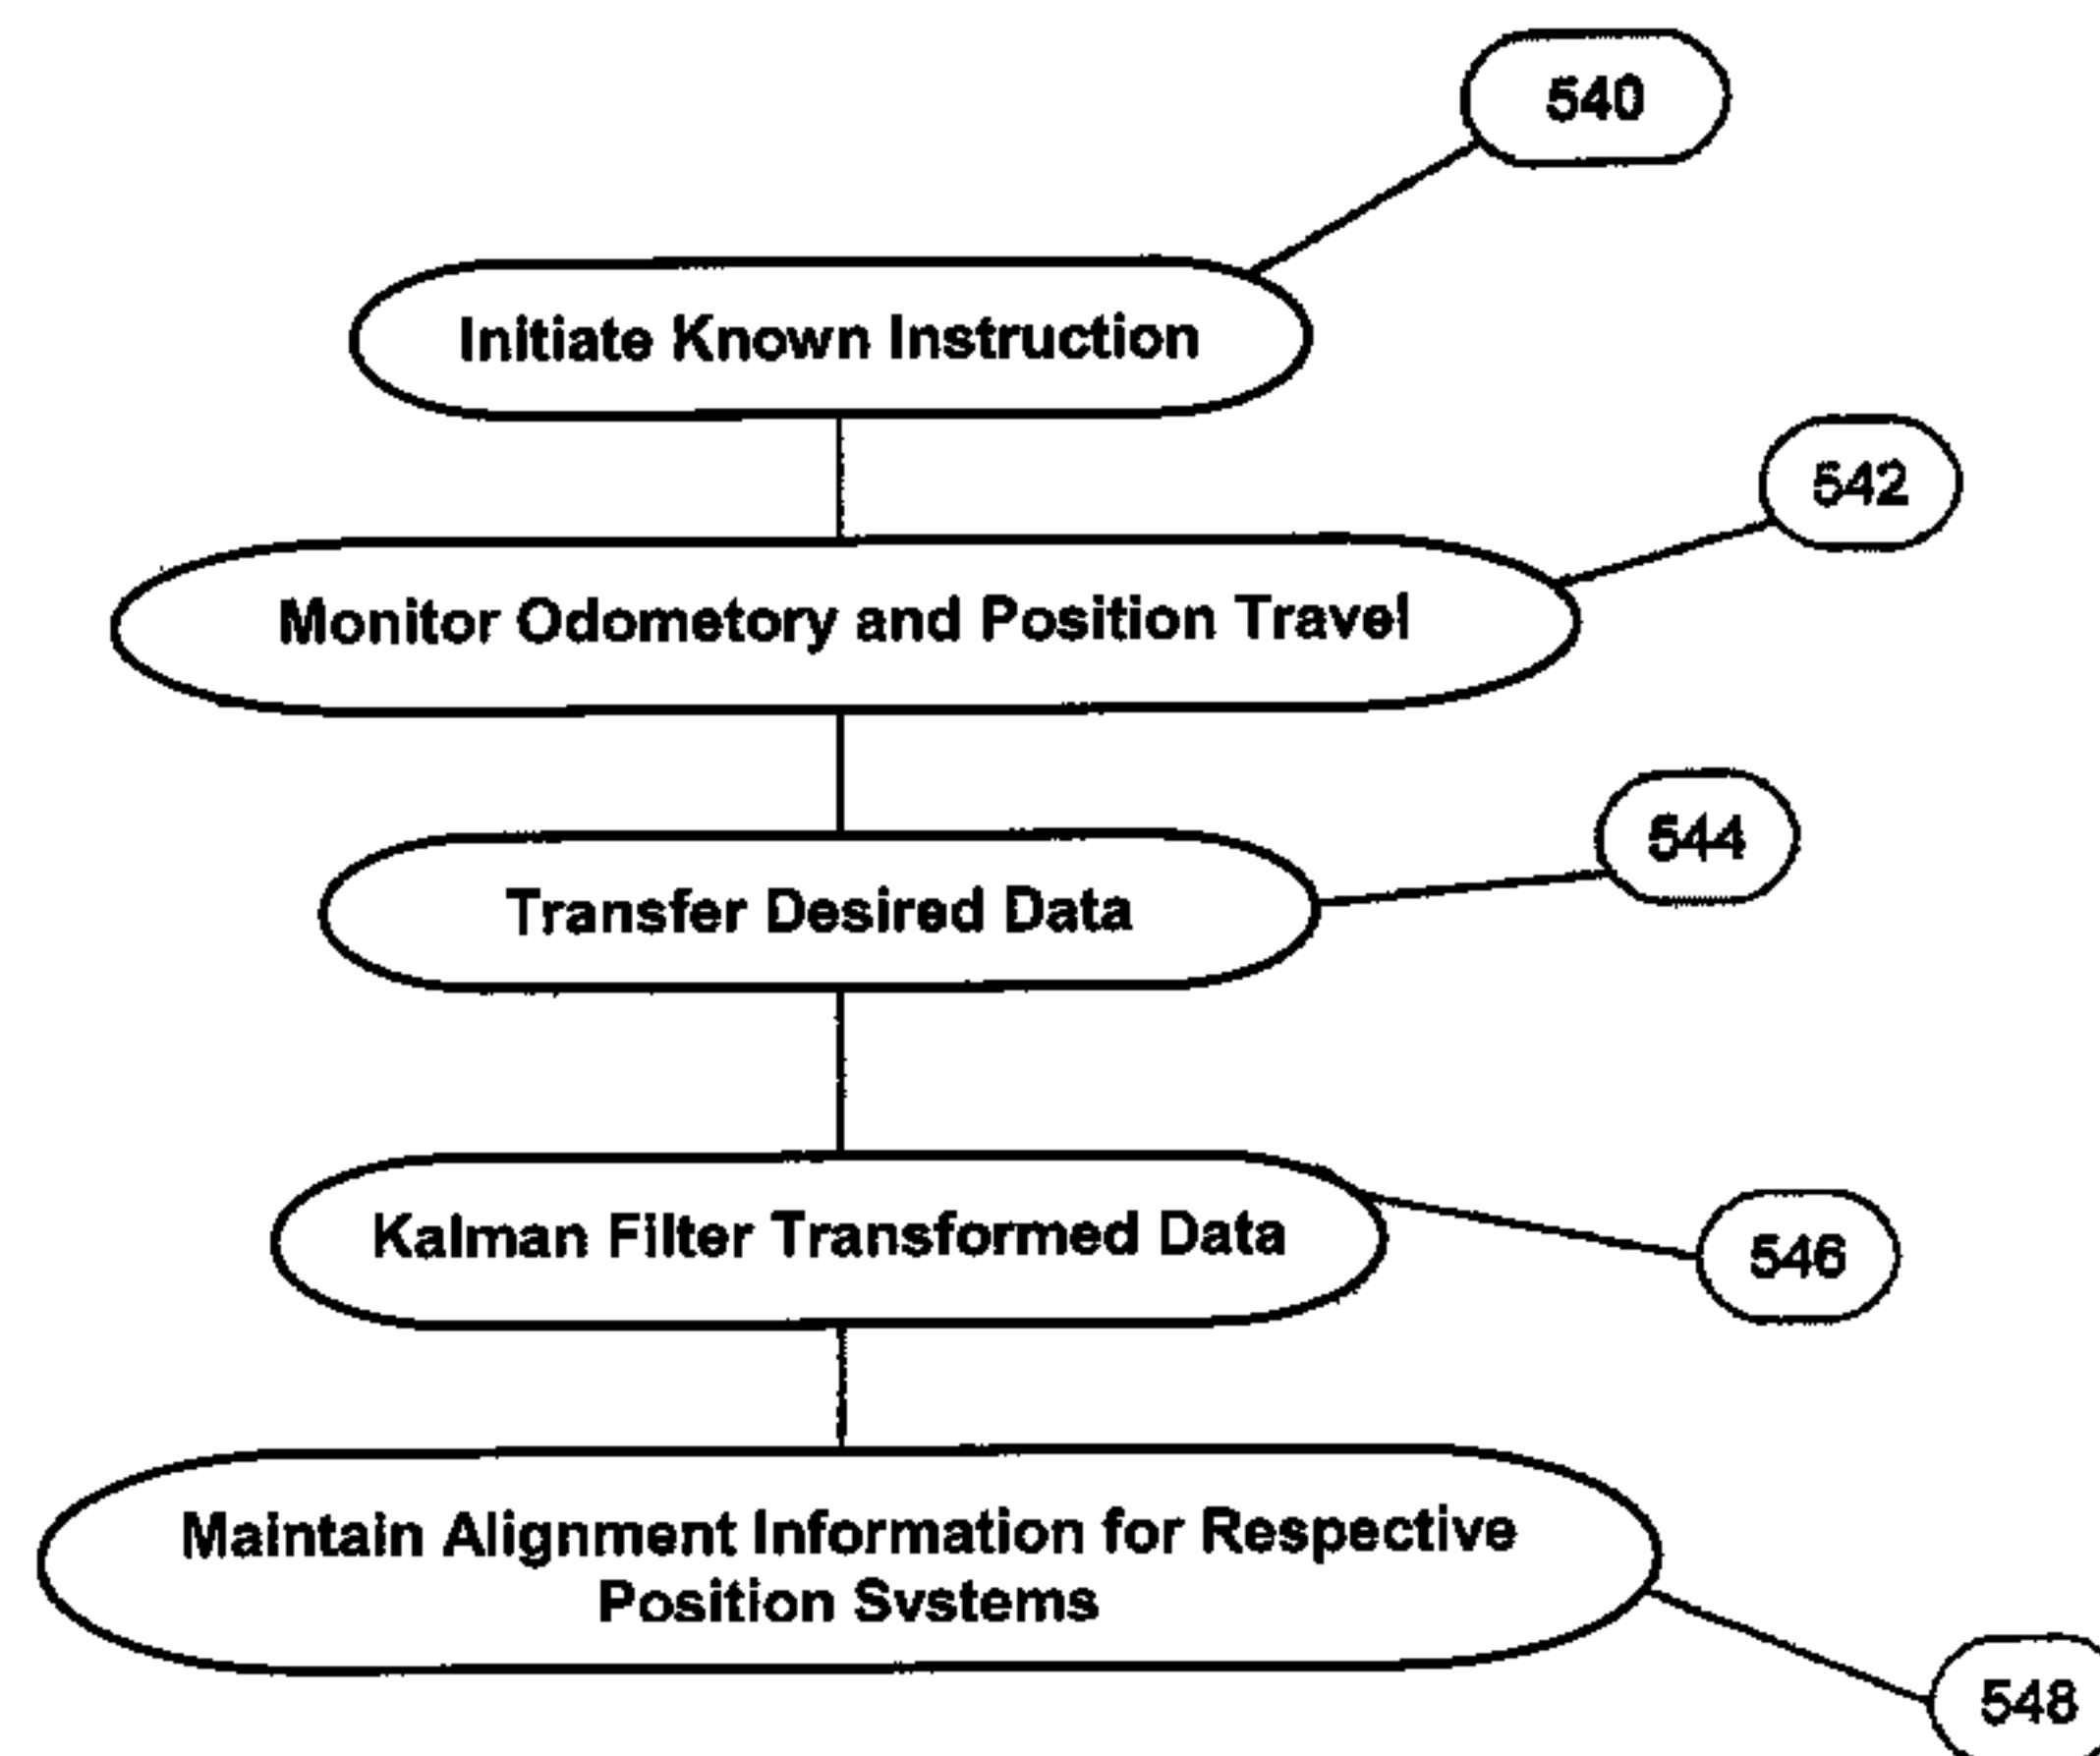 540
Initiate Known Instruction
542
Monitor Odometory and Position Travel
544
Transfer Desired Data
Kalman Filter Transformed Data
546
Maintain Alignment Information for Respective
Position Systems
548